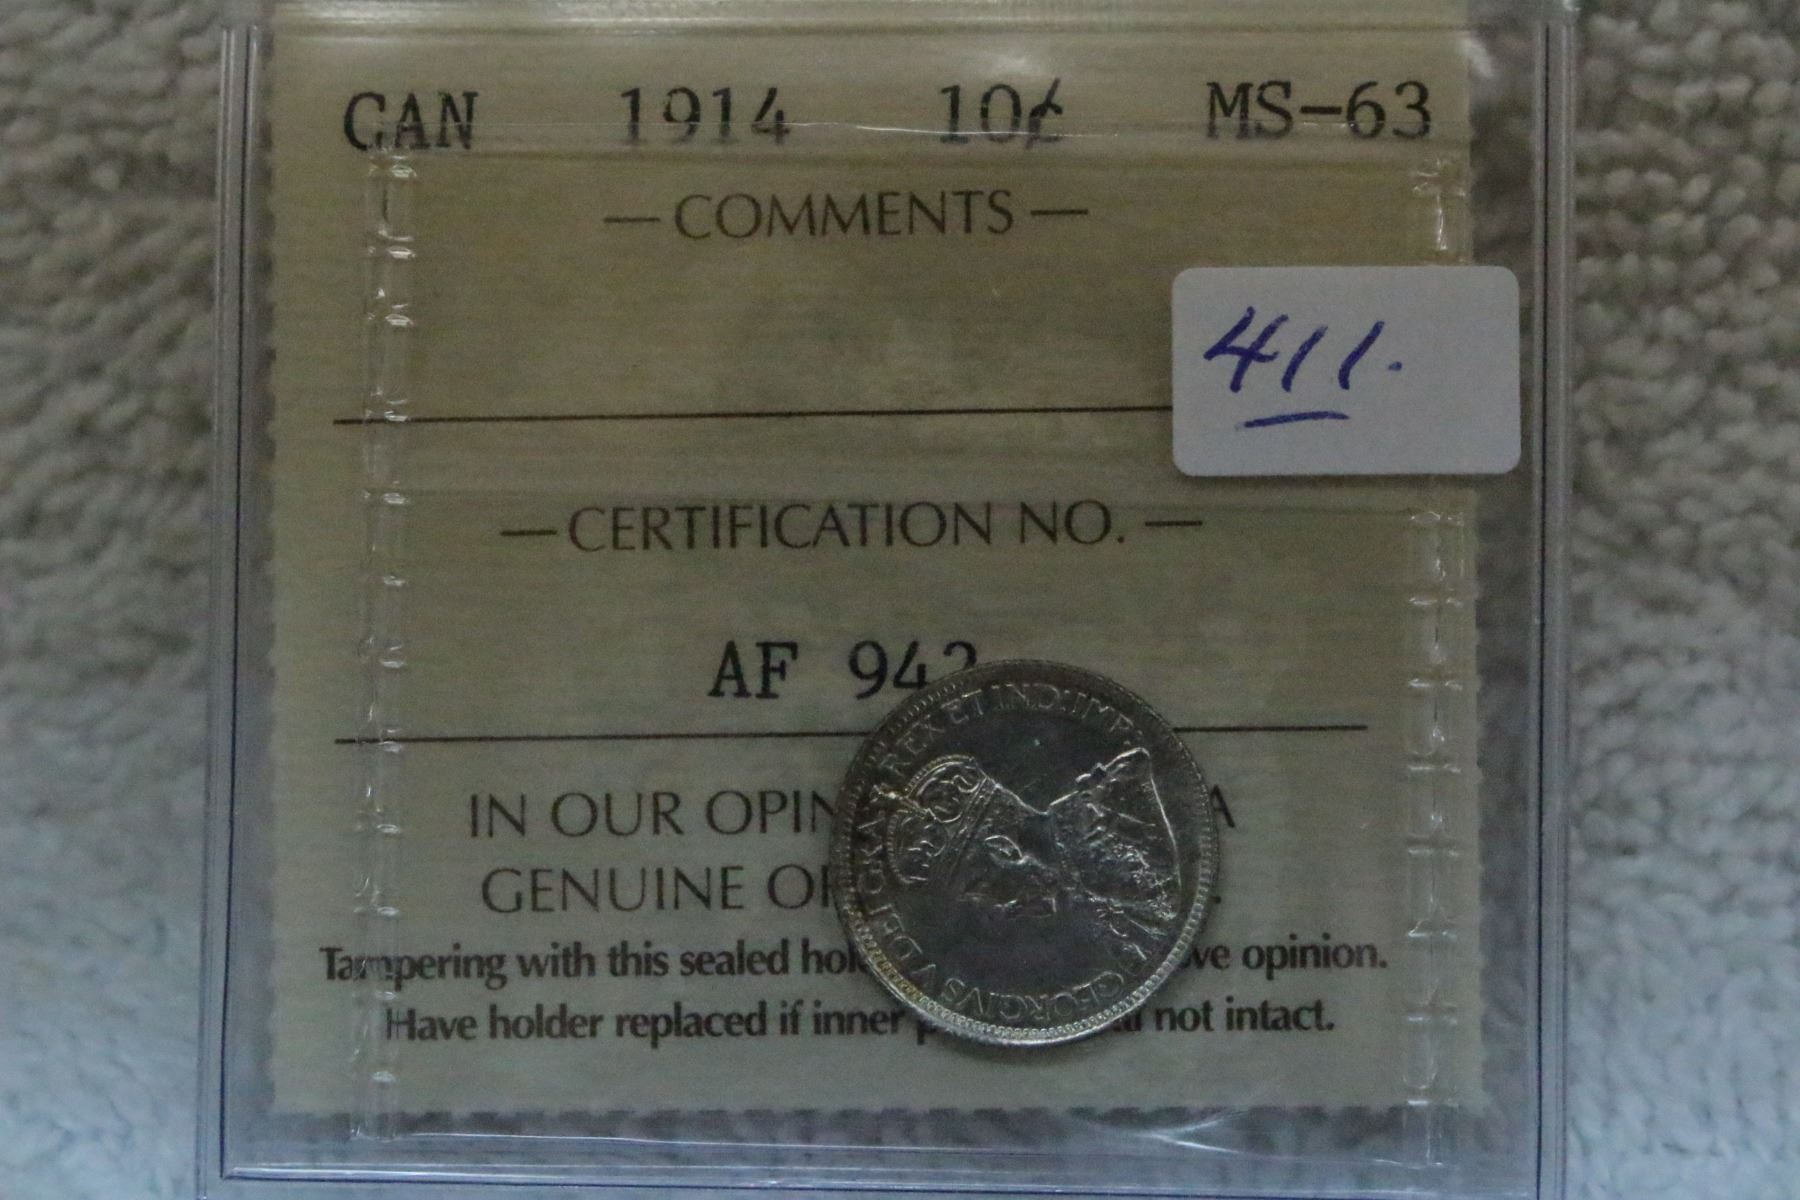 CAN 1914 10¢ MS-63
— COMMENTS —
411.
— CERTIFICATION NO. —
AF 942
IN OUR OPIN A
GENUINE OR .
Tampering with this sealed hol ve opinion.
Have holder replaced if inner not intact.
GEORGIVS V DEI GRA: REX ET IND:IMP: